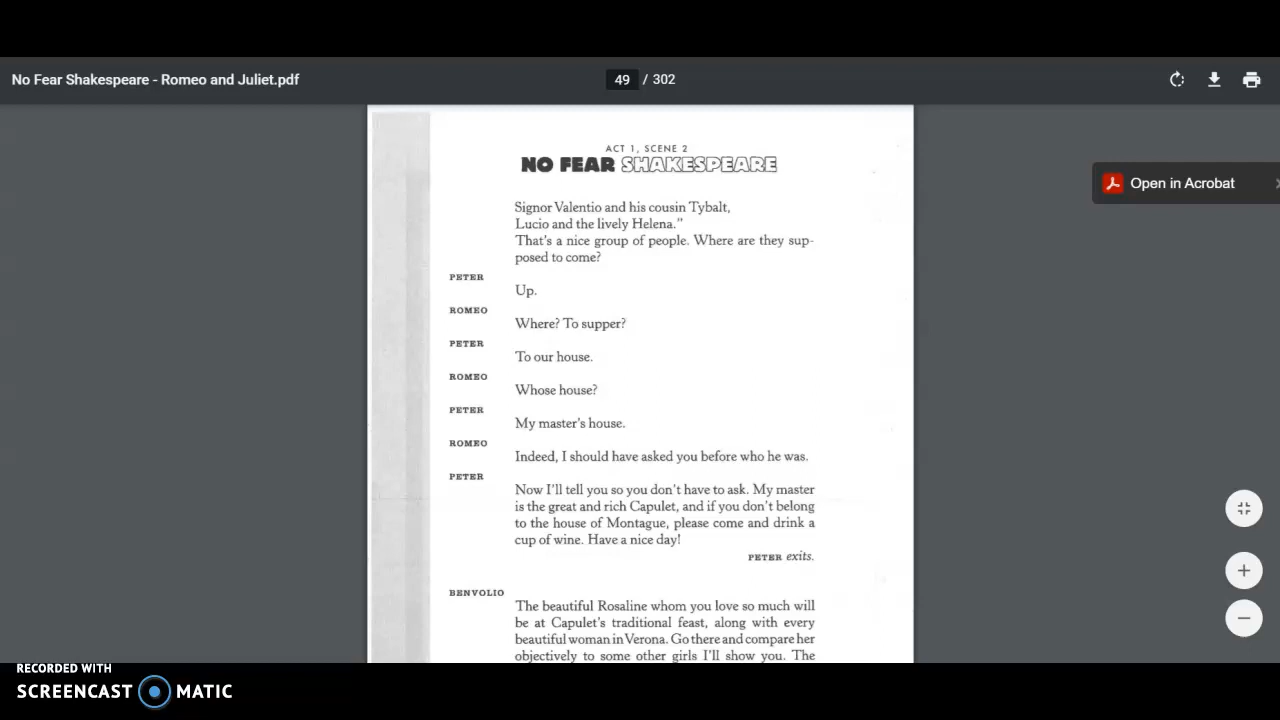 No Fear Shakespeare - Romeo and Juliet.pdf
49 / 302
Open in Acrobat
ACT 1, SCENE 2
NO FEAR SHAKESPEARE
Signor Valentio and his cousin Tybalt,
Lucio and the lively Helena."
That's a nice group of people. Where are they sup-
posed to come?
PETER
Up.
ROMEO
Where? To supper?
PETER
To our house.
ROMEO
Whose house?
PETER
My master's house.
ROMEO
Indeed, I should have asked you before who he was.
PETER
Now I'll tell you so you don't have to ask. My master
is the great and rich Capulet, and if you don't belong
to the house of Montague, please come and drink a
cup of wine. Have a nice day!
PETER exits.
BENVOLIO
The beautiful Rosaline whom you love so much will
be at Capulet's traditional feast, along with every
beautiful woman in Verona. Go there and compare her
objectively to some other girls I'll show you. The
RECORDED WITH
SCREENCAST MATIC